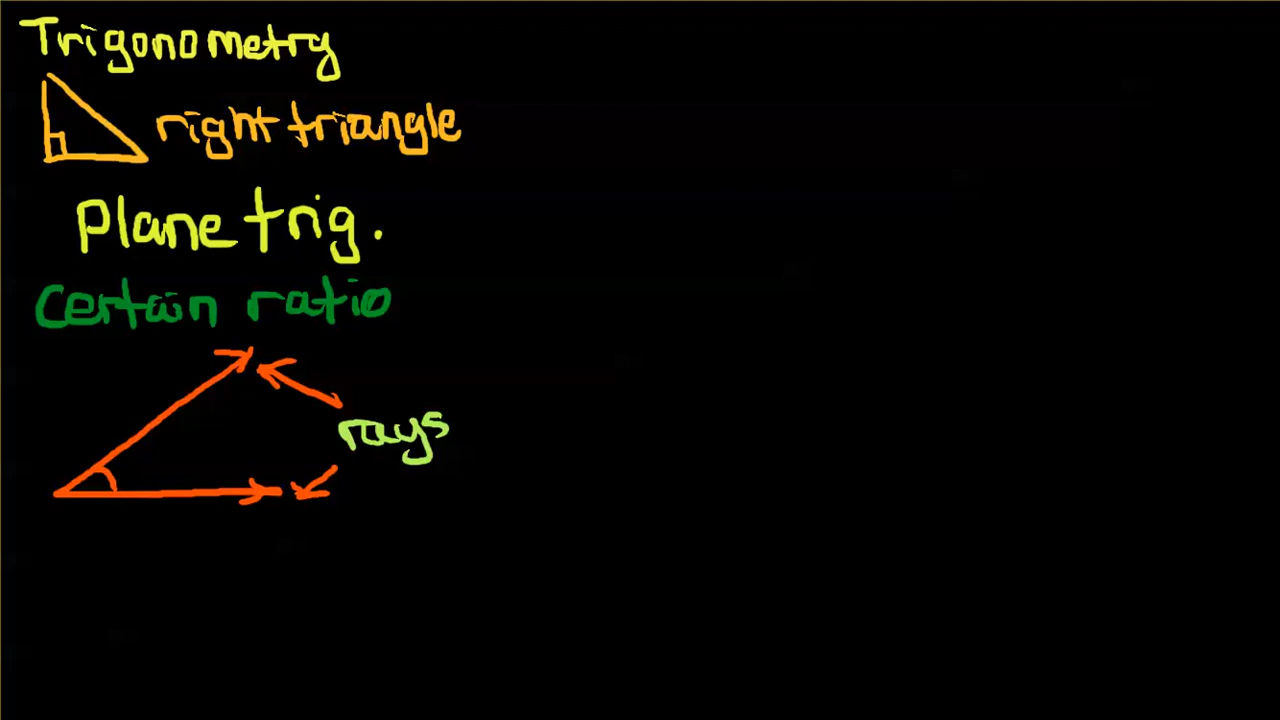 Trigonometry
right triangle
Plane trig.
Certain ratio
rays